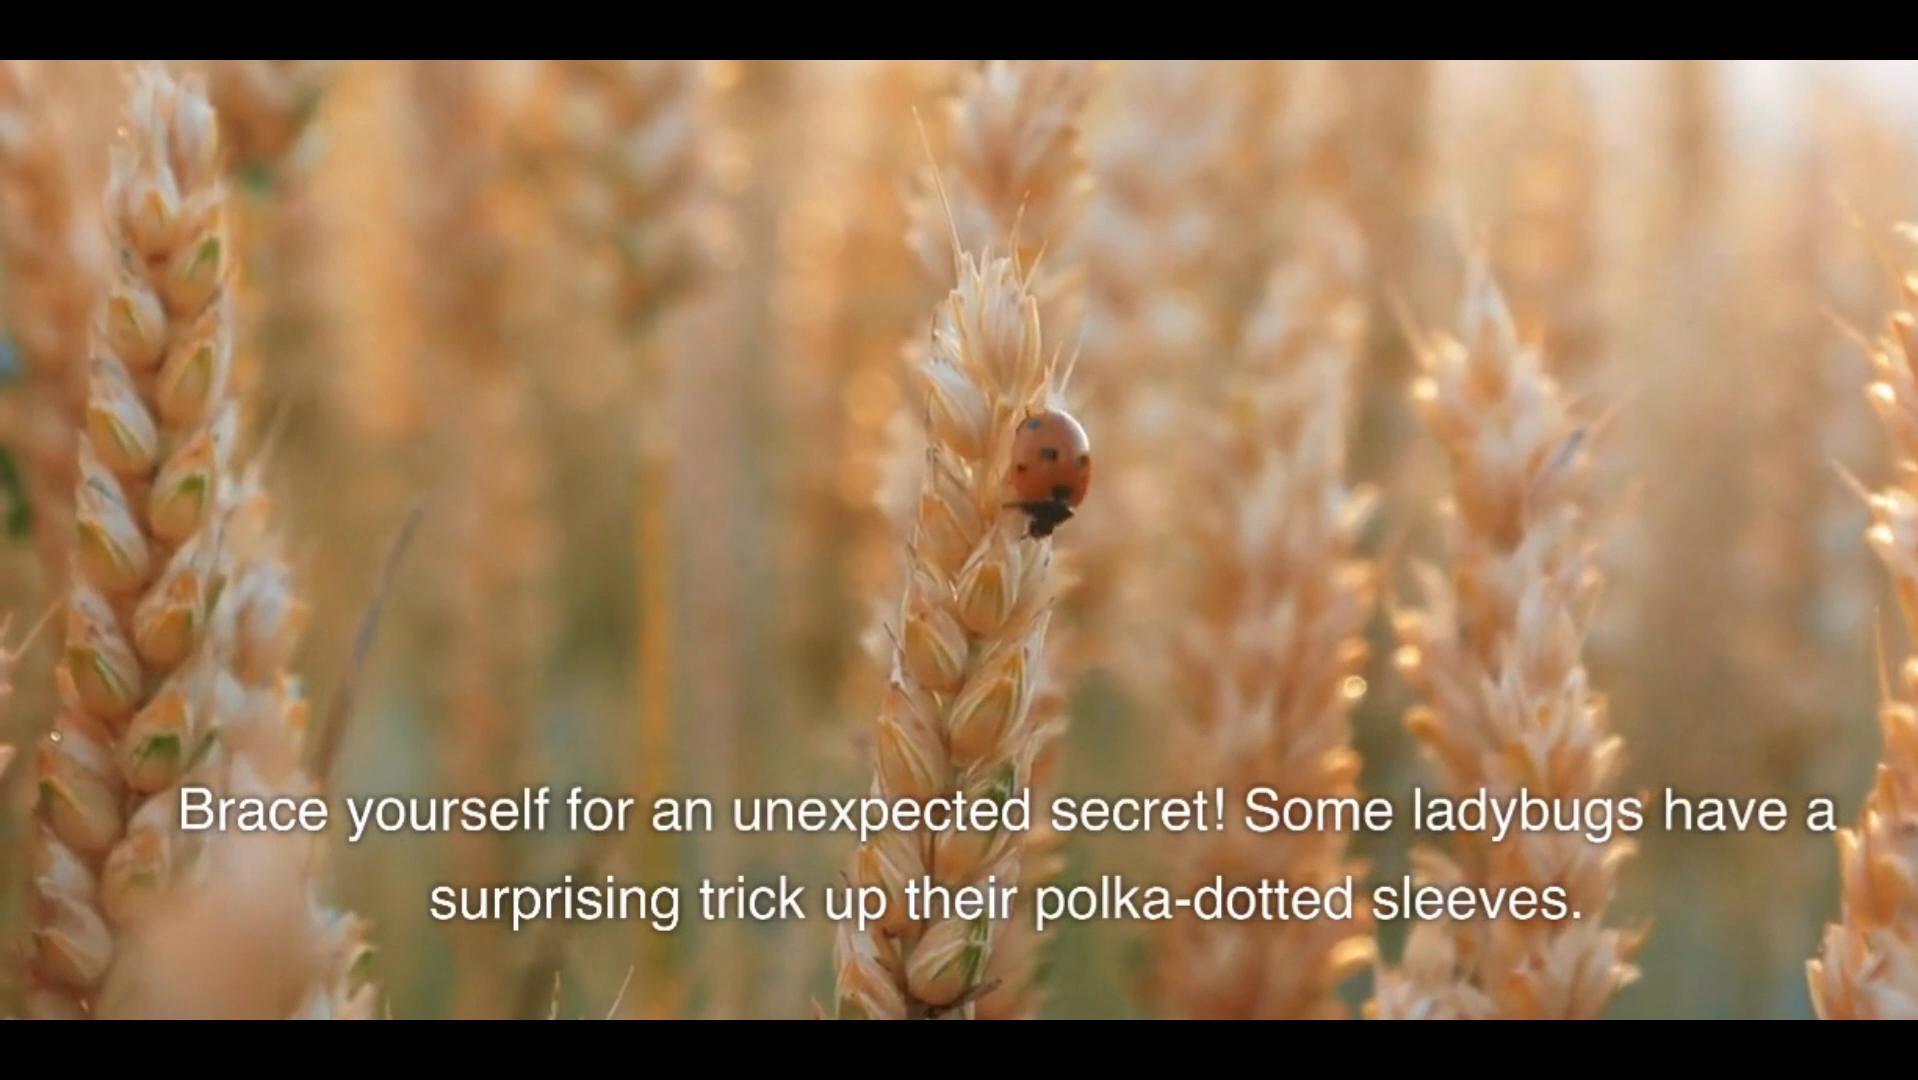 Brace yourself for an unexpected secret! Some ladybugs have a
surprising trick up their polka-dotted sleeves.